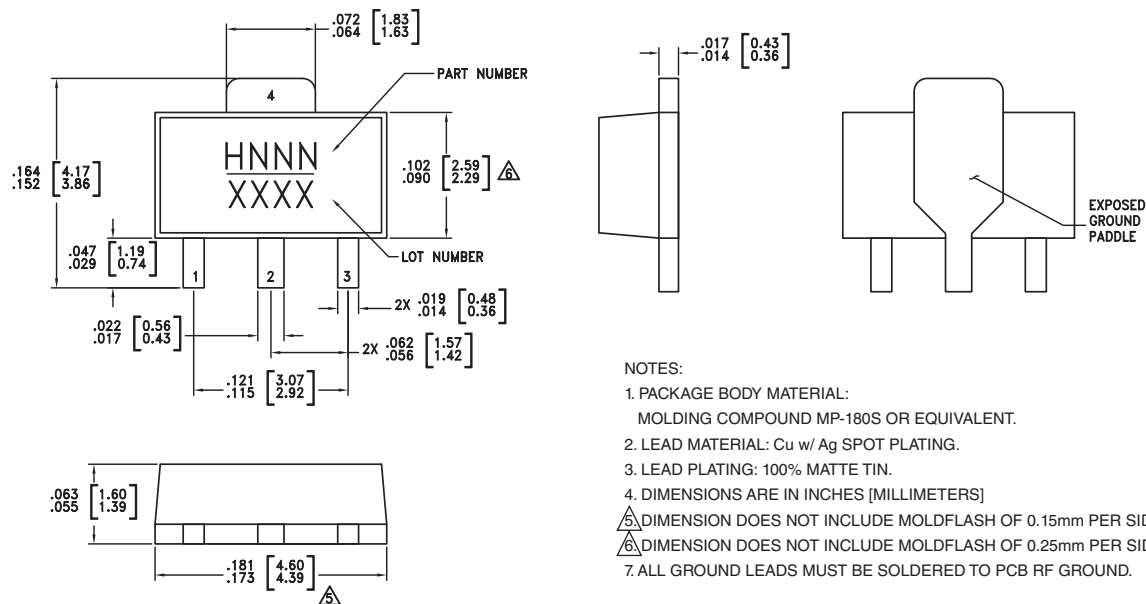 .072 [1.83]
.064 [1.63]
PART NUMBER
4
HNNN
XXXX
.164 [4.17]
.152 [3.86]
.102 [2.59]
.090 [2.29] 6
.047 [1.19]
.029 [0.74]
LOT NUMBER
1 2 3
2X .019 [0.48]
.014 [0.36]
.022 [0.56]
.017 [0.43]
2X .062 [1.57]
.056 [1.42]
.121 [3.07]
.115 [2.92]
.063 [1.60]
.055 [1.39]
.181 [4.60]
.173 [4.39]
5
.017 [0.43]
.014 [0.36]
EXPOSED
GROUND
PADDLE
NOTES:
1. PACKAGE BODY MATERIAL:
MOLDING COMPOUND MP-180S OR EQUIVALENT.
2. LEAD MATERIAL: Cu w/ Ag SPOT PLATING.
3. LEAD PLATING: 100% MATTE TIN.
4. DIMENSIONS ARE IN INCHES [MILLIMETERS]
5. DIMENSION DOES NOT INCLUDE MOLDFLASH OF 0.15mm PER SID
6. DIMENSION DOES NOT INCLUDE MOLDFLASH OF 0.25mm PER SID
7. ALL GROUND LEADS MUST BE SOLDERED TO PCB RF GROUND.